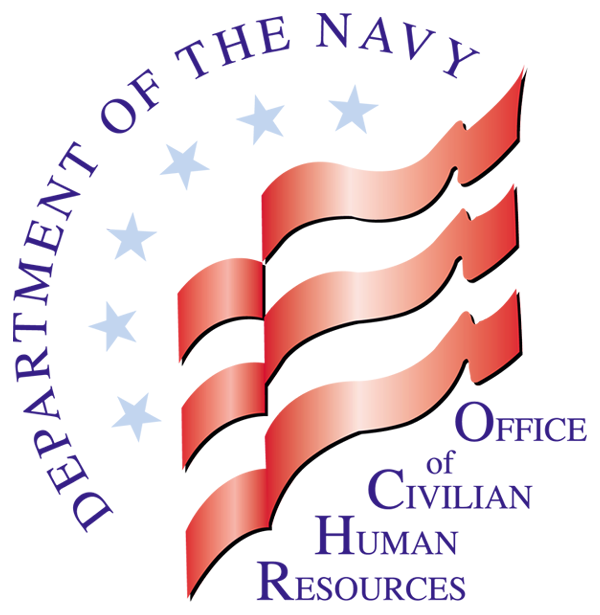 DEPARTMENT OF THE NAVY
OFFICE
of
CIVILIAN
HUMAN
RESOURCES